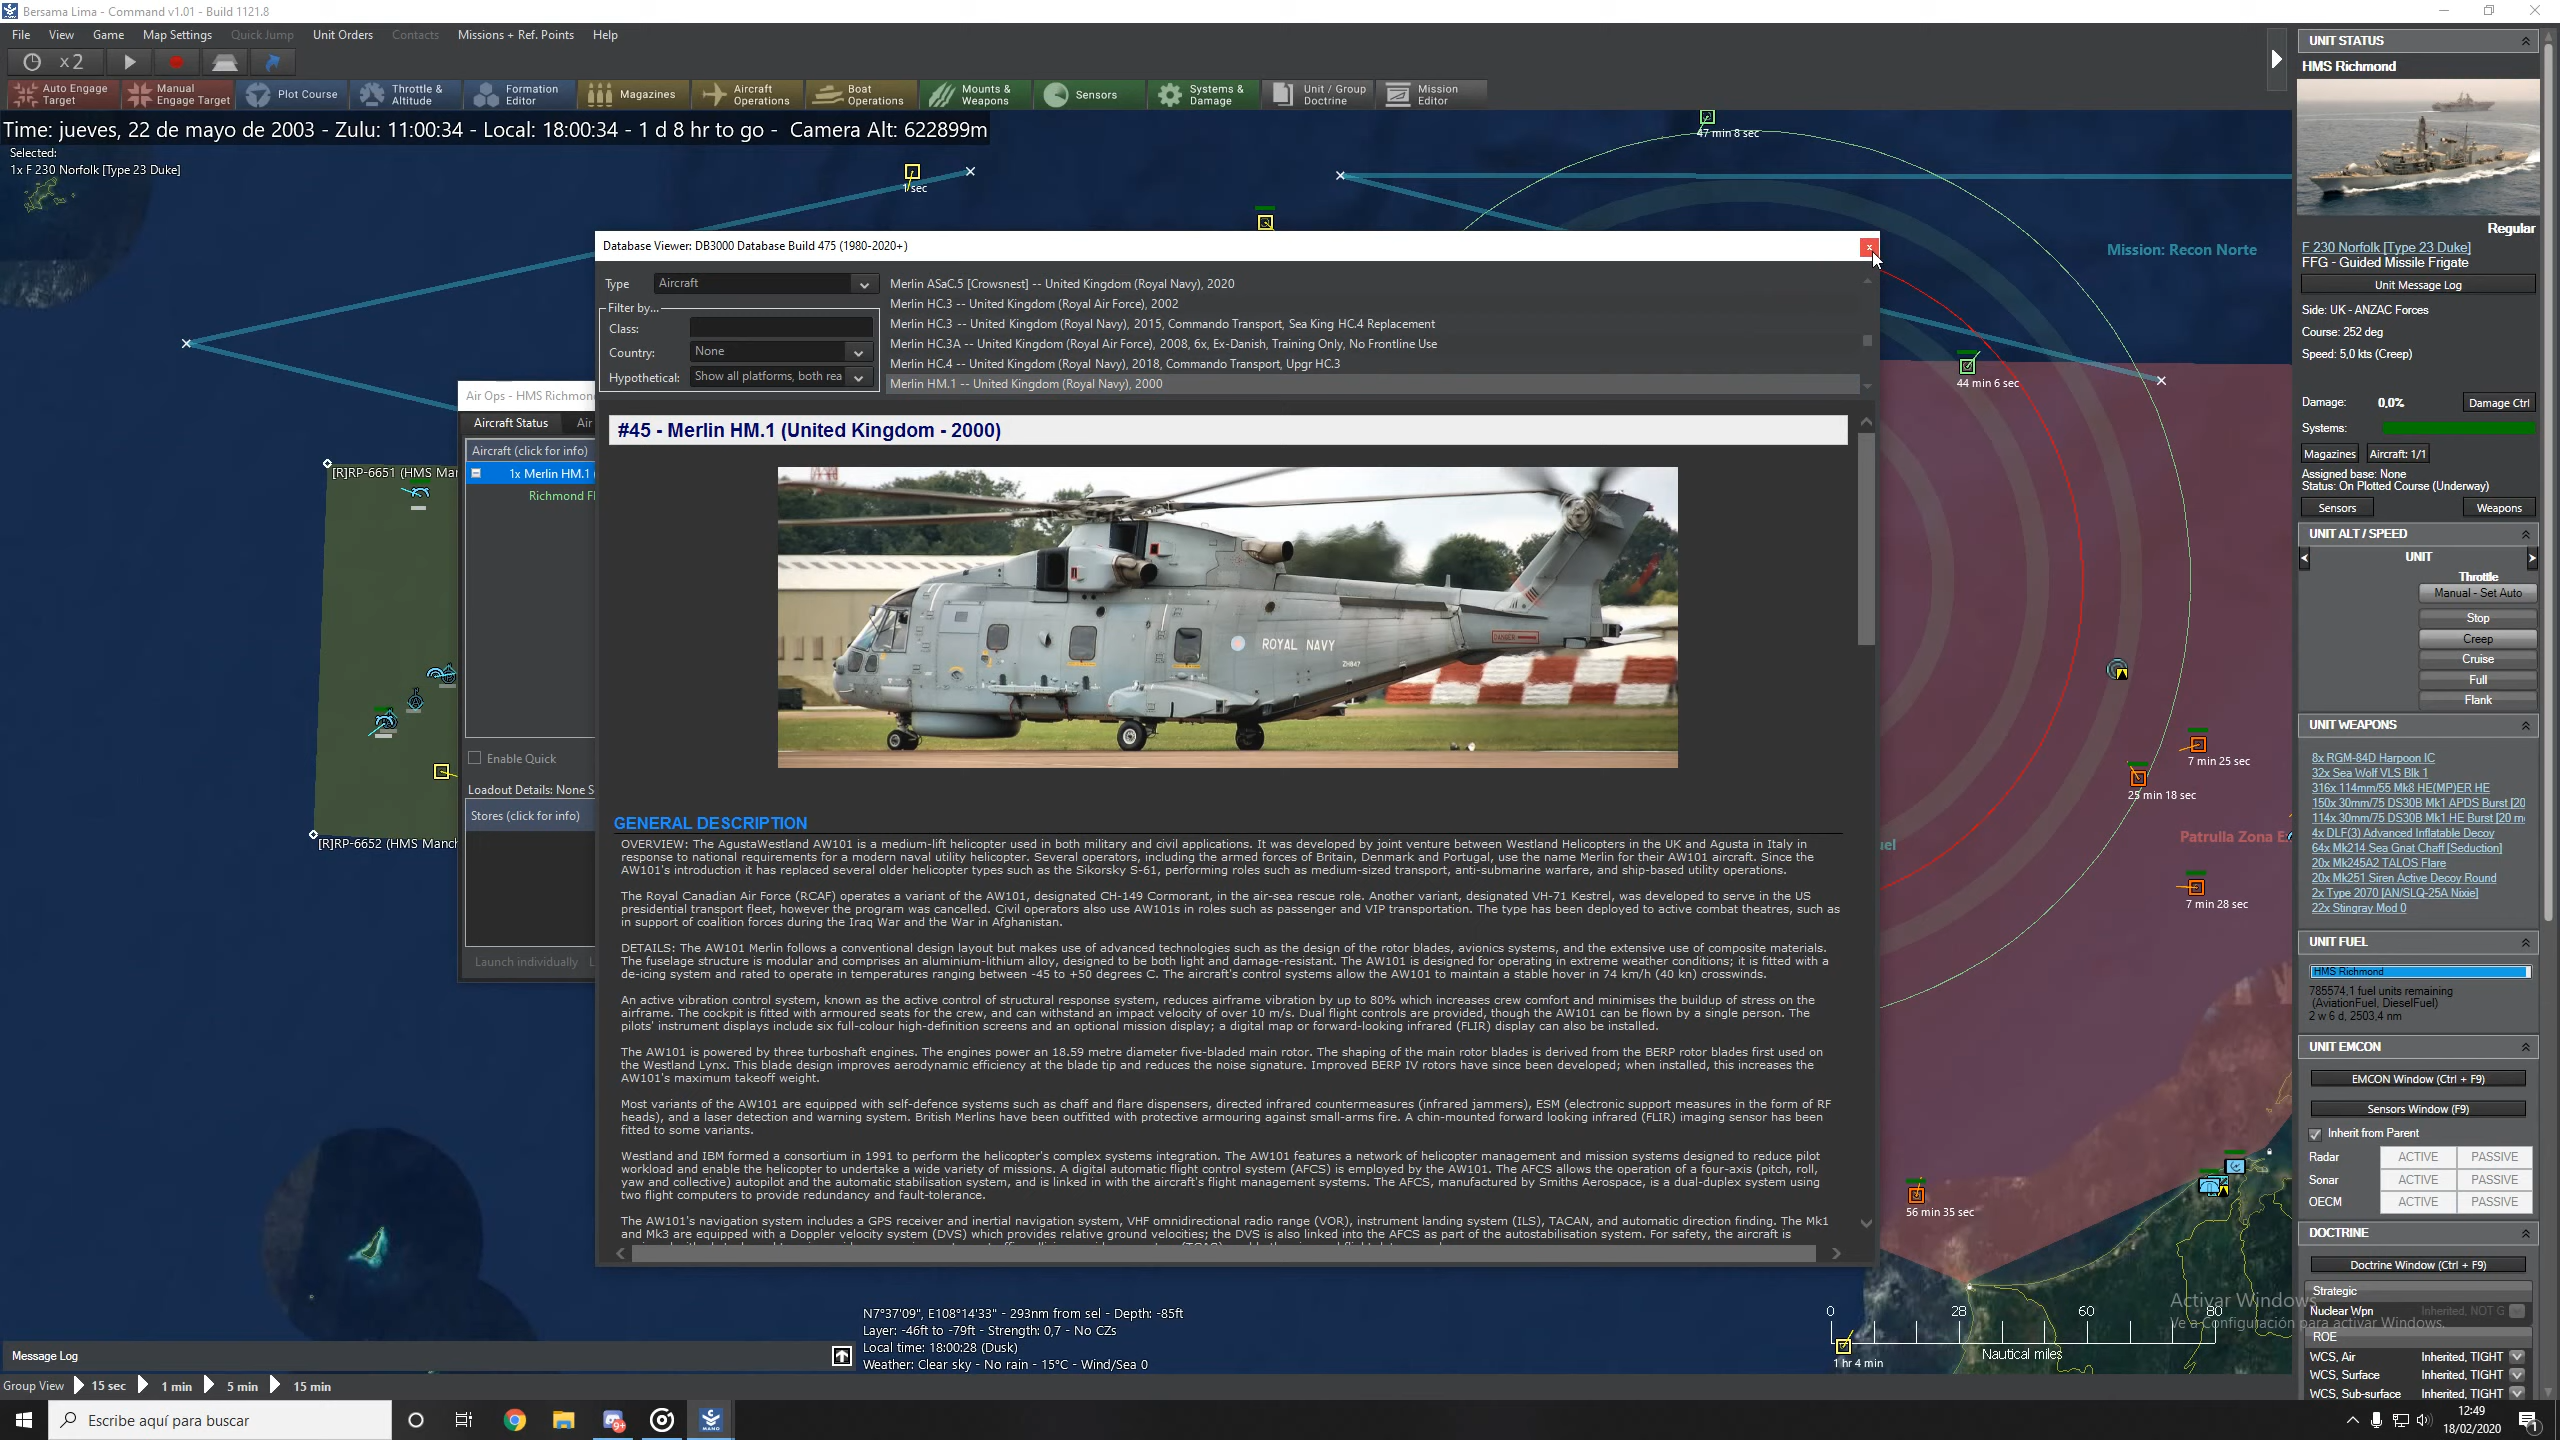 Bersama Lima - Command v1.01 - Build 1121.8
File View Game Map Settings Quick Jump Unit Orders Contacts Missions + Ref. Points Help
x 2
Auto Engage Target
Manual Engage Target
Plot Course
Throttle & Altitude
Formation Editor
Magazines
Aircraft Operations
Boat Operations
Mounts & Weapons
Sensors
Systems & Damage
Unit / Group Doctrine
Mission Editor
Time: jueves, 22 de mayo de 2003 - Zulu: 11:00:34 - Local: 18:00:34 - 1 d 8 hr to go - Camera Alt: 622899m
Selected:
1x F 230 Norfolk [Type 23 Duke]
1 sec
47 min 8 sec
Mission: Recon Norte
44 min 6 sec
7 min 25 sec
25 min 18 sec
Patrulla Zona E
7 min 28 sec
56 min 35 sec
1 hr 4 min
[R]RP-6651 (HMS Mar
[R]RP-6652 (HMS Manch
Air Ops - HMS Richmon
Aircraft Status Air
Aircraft (click for info)
1x Merlin HM.1
Richmond Fl
Enable Quick
Loadout Details: None S
Stores (click for info)
Launch individually L
Database Viewer: DB3000 Database Build 475 (1980-2020+)
Type Aircraft
Filter by...
Class:
Country: None
Hypothetical: Show all platforms, both rea
Merlin ASaC.5 [Crowsnest] -- United Kingdom (Royal Navy), 2020
Merlin HC.3 -- United Kingdom (Royal Air Force), 2002
Merlin HC.3 -- United Kingdom (Royal Navy), 2015, Commando Transport, Sea King HC.4 Replacement
Merlin HC.3A -- United Kingdom (Royal Air Force), 2008, 6x, Ex-Danish, Training Only, No Frontline Use
Merlin HC.4 -- United Kingdom (Royal Navy), 2018, Commando Transport, Upgr HC.3
Merlin HM.1 -- United Kingdom (Royal Navy), 2000
#45 - Merlin HM.1 (United Kingdom - 2000)
ROYAL NAVY
DANGER
ZH847
GENERAL DESCRIPTION
OVERVIEW: The AgustaWestland AW101 is a medium-lift helicopter used in both military and civil applications. It was developed by joint venture between Westland Helicopters in the UK and Agusta in Italy in
response to national requirements for a modern naval utility helicopter. Several operators, including the armed forces of Britain, Denmark and Portugal, use the name Merlin for their AW101 aircraft. Since the
AW101's introduction it has replaced several older helicopter types such as the Sikorsky S-61, performing roles such as medium-sized transport, anti-submarine warfare, and ship-based utility operations.
The Royal Canadian Air Force (RCAF) operates a variant of the AW101, designated CH-149 Cormorant, in the air-sea rescue role. Another variant, designated VH-71 Kestrel, was developed to serve in the US
presidential transport fleet, however the program was cancelled. Civil operators also use AW101s in roles such as passenger and VIP transportation. The type has been deployed to active combat theatres, such as
in support of coalition forces during the Iraq War and the War in Afghanistan.
DETAILS: The AW101 Merlin follows a conventional design layout but makes use of advanced technologies such as the design of the rotor blades, avionics systems, and the extensive use of composite materials.
The fuselage structure is modular and comprises an aluminium-lithium alloy, designed to be both light and damage-resistant. The AW101 is designed for operating in extreme weather conditions; it is fitted with a
de-icing system and rated to operate in temperatures ranging between -45 to +50 degrees C. The aircraft's control systems allow the AW101 to maintain a stable hover in 74 km/h (40 kn) crosswinds.
An active vibration control system, known as the active control of structural response system, reduces airframe vibration by up to 80% which increases crew comfort and minimises the buildup of stress on the
airframe. The cockpit is fitted with armoured seats for the crew, and can withstand an impact velocity of over 10 m/s. Dual flight controls are provided, though the AW101 can be flown by a single person. The
pilots' instrument displays include six full-colour high-definition screens and an optional mission display; a digital map or forward-looking infrared (FLIR) display can also be installed.
The AW101 is powered by three turboshaft engines. The engines power an 18.59 metre diameter five-bladed main rotor. The shaping of the main rotor blades is derived from the BERP rotor blades first used on
the Westland Lynx. This blade design improves aerodynamic efficiency at the blade tip and reduces the noise signature. Improved BERP IV rotors have since been developed; when installed, this increases the
AW101's maximum takeoff weight.
Most variants of the AW101 are equipped with self-defence systems such as chaff and flare dispensers, directed infrared countermeasures (infrared jammers), ESM (electronic support measures in the form of RF
heads), and a laser detection and warning system. British Merlins have been outfitted with protective armouring against small-arms fire. A chin-mounted forward looking infrared (FLIR) imaging sensor has been
fitted to some variants.
Westland and IBM formed a consortium in 1991 to perform the helicopter's complex systems integration. The AW101 features a network of helicopter management and mission systems designed to reduce pilot
workload and enable the helicopter to undertake a wide variety of missions. A digital automatic flight control system (AFCS) is employed by the AW101. The AFCS allows the operation of a four-axis (pitch, roll,
yaw and collective) autopilot and the automatic stabilisation system, and is linked in with the aircraft's flight management systems. The AFCS, manufactured by Smiths Aerospace, is a dual-duplex system using
two flight computers to provide redundancy and fault-tolerance.
The AW101's navigation system includes a GPS receiver and inertial navigation system, VHF omnidirectional radio range (VOR), instrument landing system (ILS), TACAN, and automatic direction finding. The Mk1
and Mk3 are equipped with a Doppler velocity system (DVS) which provides relative ground velocities; the DVS is also linked into the AFCS as part of the autostabilisation system. For safety, the aircraft is
N7°37'09", E108°14'33" - 293nm from sel - Depth: -85ft
Layer: -46ft to -79ft - Strength: 0,7 - No CZs
Local time: 18:00:28 (Dusk)
Weather: Clear sky - No rain - 15°C - Wind/Sea 0
0 28 60 80
Nautical miles
Activar Windows
Ve a Configuración para activar Windows.
Message Log
Group View 15 sec 1 min 5 min 15 min
UNIT STATUS
HMS Richmond
Regular
F 230 Norfolk [Type 23 Duke]
FFG - Guided Missile Frigate
Unit Message Log
Side: UK - ANZAC Forces
Course: 252 deg
Speed: 5,0 kts (Creep)
Damage: 0,0% Damage Ctrl
Systems:
Magazines Aircraft: 1/1
Assigned base: None
Status: On Plotted Course (Underway)
Sensors Weapons
UNIT ALT / SPEED
UNIT
Throttle
Manual - Set Auto
Stop
Creep
Cruise
Full
Flank
UNIT WEAPONS
8x RGM-84D Harpoon IC
32x Sea Wolf VLS Blk 1
316x 114mm/55 Mk8 HE(MP)ER HE
150x 30mm/75 DS30B Mk1 APDS Burst [20
114x 30mm/75 DS30B Mk1 HE Burst [20 m
4x DLF(3) Advanced Inflatable Decoy
64x Mk214 Sea Gnat Chaff [Seduction]
20x Mk245A2 TALOS Flare
20x Mk251 Siren Active Decoy Round
2x Type 2070 [AN/SLQ-25A Nixie]
22x Stingray Mod 0
UNIT FUEL
HMS Richmond
785574,1 fuel units remaining
(AviationFuel, DieselFuel)
2 w 6 d, 2503,4 nm
UNIT EMCON
EMCON Window (Ctrl + F9)
Sensors Window (F9)
Inherit from Parent
Radar ACTIVE PASSIVE
Sonar ACTIVE PASSIVE
OECM ACTIVE PASSIVE
DOCTRINE
Doctrine Window (Ctrl + F9)
Strategic
Nuclear Wpn Inherited, NOT G
ROE
WCS, Air Inherited, TIGHT
WCS, Surface Inherited, TIGHT
WCS, Sub-surface Inherited, TIGHT
Escribe aquí para buscar
9+
12:49
18/02/2020
1